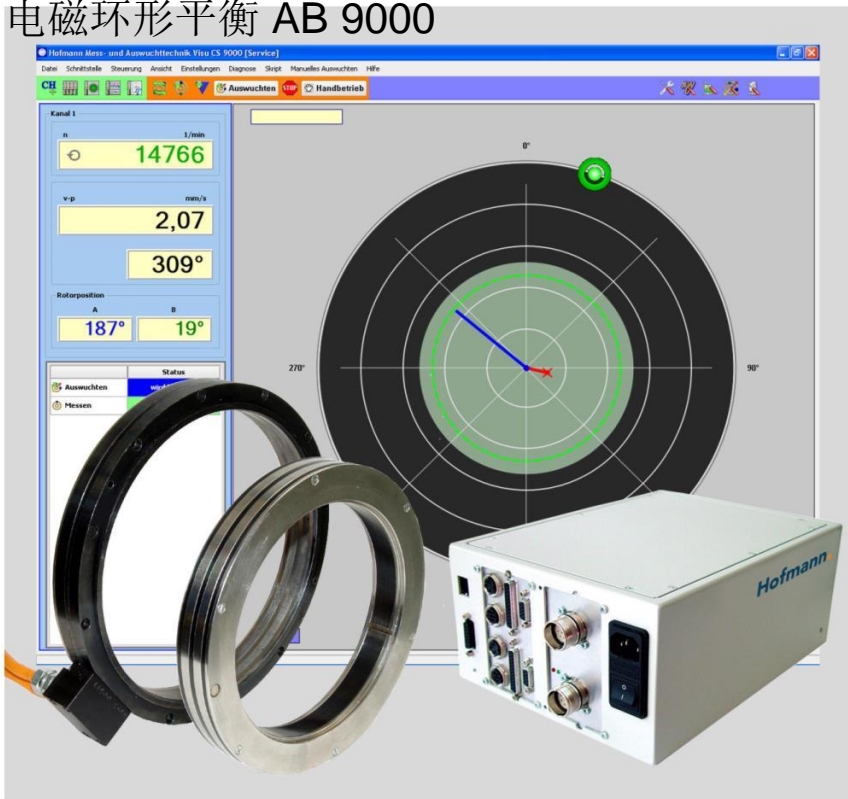 电磁环形平衡 AB 9000
Hofmann Mess- und Auswuchttechnik Visu CS 9000 [Service]
Datei Schnittstelle Steuerung Ansicht Einstellungen Diagnose Skript Manuelles Auswuchten Hilfe
CH Auswuchten STOP Handbetrieb
Kanal 1
n 1/min
14766
0°
v-p mm/s
2,07
309°
Rotorposition
A B
187° 19°
270° 90°
Status
Auswuchten
Messen
Hofmann